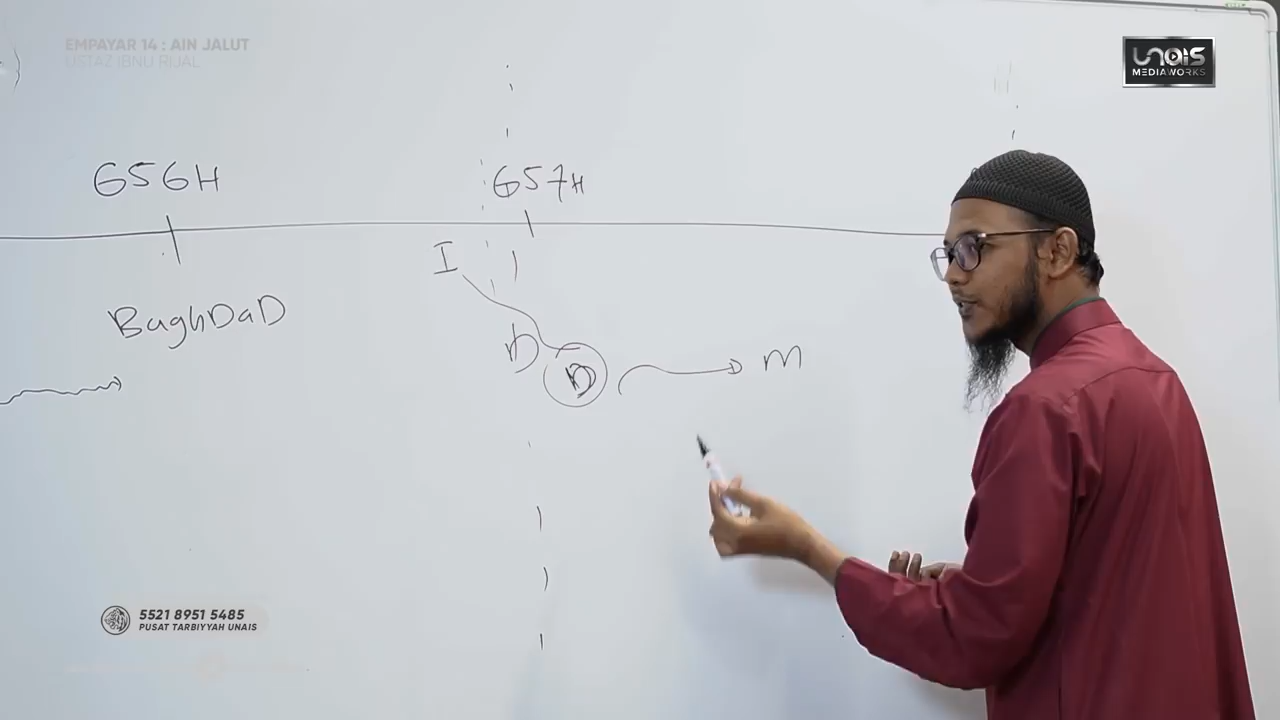 EMPAYAR 14 : AIN JALUT
USTAZ IBNU RIJAL
UNAIS
MEDIAWORKS
656H
657H
I
BaghDaD
D
D
m
5521 8951 5485
PUSAT TARBIYYAH UNAIS